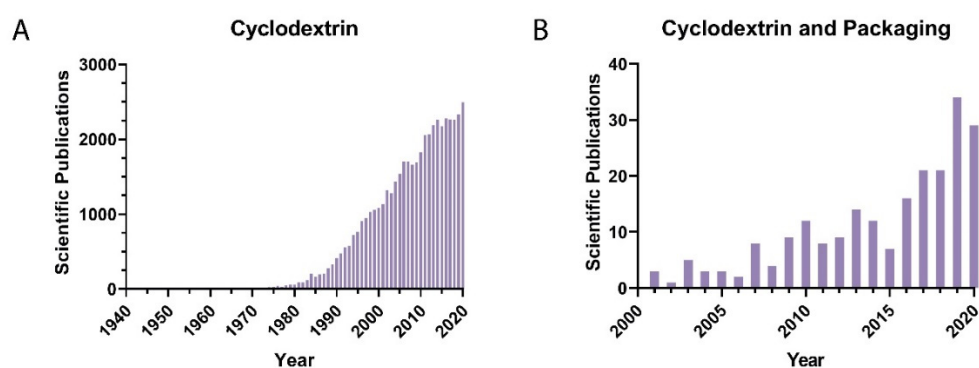 A
Cyclodextrin
Scientific Publications
3000
2000
1000
0
1940
1950
1960
1970
1980
1990
2000
2010
2020
Year
B
Cyclodextrin and Packaging
Scientific Publications
40
30
20
10
0
2000
2005
2010
2015
2020
Year